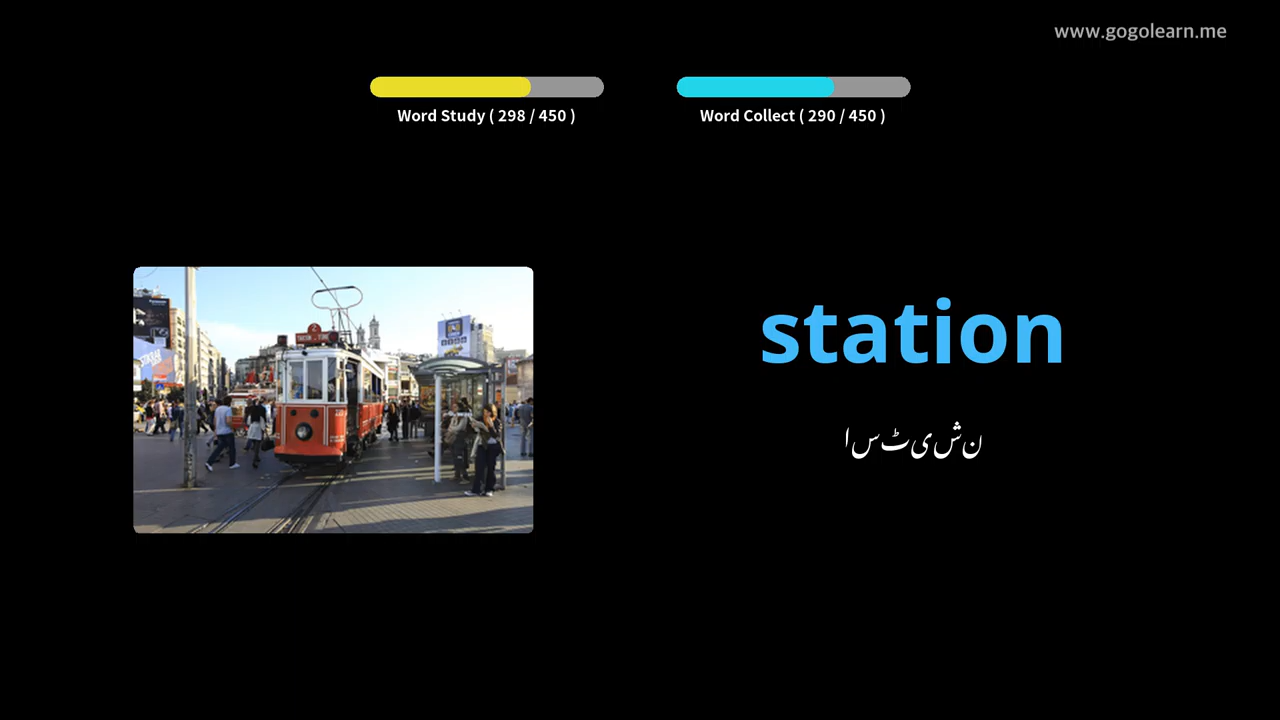 www.gogolearn.me
Word Study ( 298 / 450 )
Word Collect ( 290 / 450 )
station
اسٹیشن